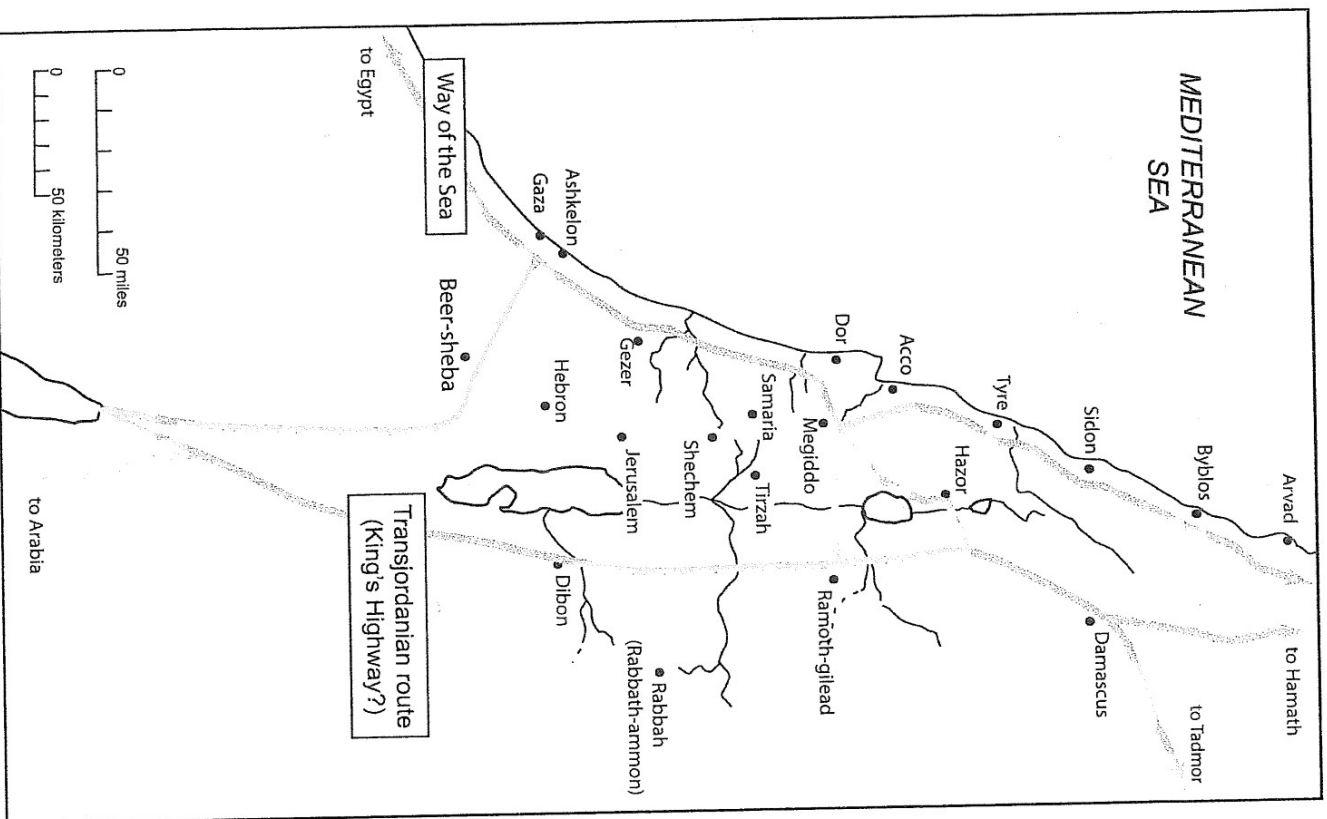 MEDITERRANEAN
SEA
Arvad
to Hamath
Byblos
to Tadmor
Sidon
Damascus
Tyre
Hazor
Acco
Dor
Ramoth-gilead
Megiddo
Samaria
Tirzah
Shechem
Rabbah
(Rabbath-ammon)
Gezer
Jerusalem
Ashkelon
Gaza
Hebron
Dibon
Beer-sheba
Way of the Sea
Transjordanian route
(King's Highway?)
to Egypt
to Arabia
0
50 miles
0
50 kilometers